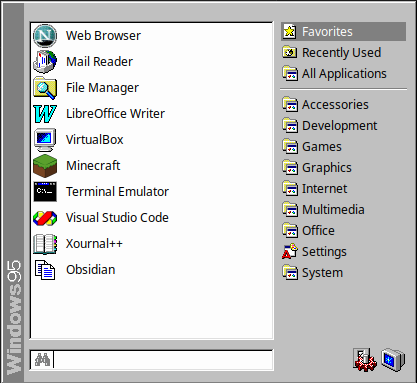 Web Browser
Mail Reader
File Manager
LibreOffice Writer
VirtualBox
Minecraft
Terminal Emulator
Visual Studio Code
Xournal++
Obsidian
Favorites
Recently Used
All Applications
Accessories
Development
Games
Graphics
Internet
Multimedia
Office
Settings
System
Windows95